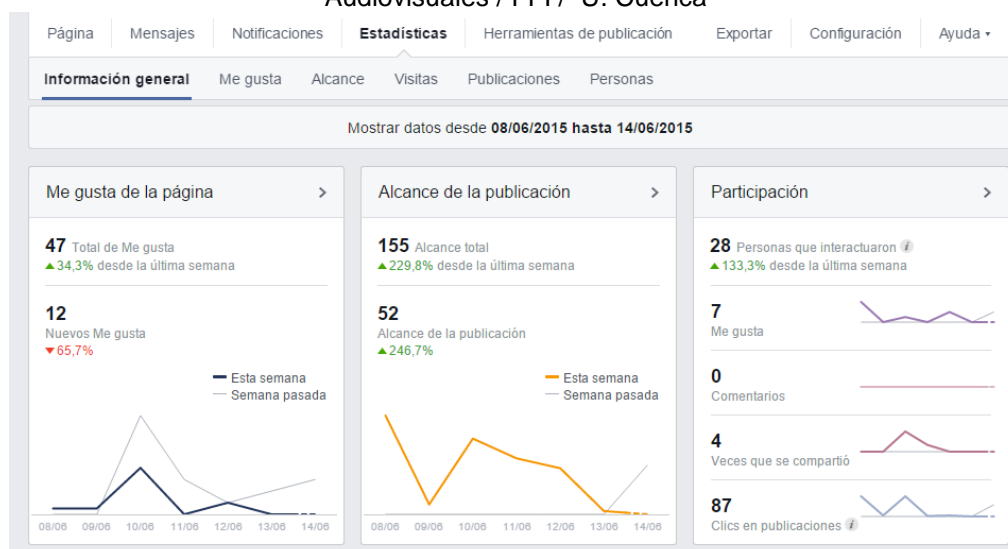 Audiovisuales / FFI / U. Cuenca
Página Mensajes Notificaciones Estadísticas Herramientas de publicación Exportar Configuración Ayuda
Información general Me gusta Alcance Visitas Publicaciones Personas
Mostrar datos desde 08/06/2015 hasta 14/06/2015
Me gusta de la página
47 Total de Me gusta
34,3% desde la última semana
12
Nuevos Me gusta
65,7%
Esta semana
Semana pasada
08/06 09/06 10/06 11/06 12/06 13/06 14/06
Alcance de la publicación
155 Alcance total
229,8% desde la última semana
52
Alcance de la publicación
246,7%
Esta semana
Semana pasada
08/06 09/06 10/06 11/06 12/06 13/06 14/06
Participación
28 Personas que interactuaron i
133,3% desde la última semana
7
Me gusta
0
Comentarios
4
Veces que se compartió
87
Clics en publicaciones i